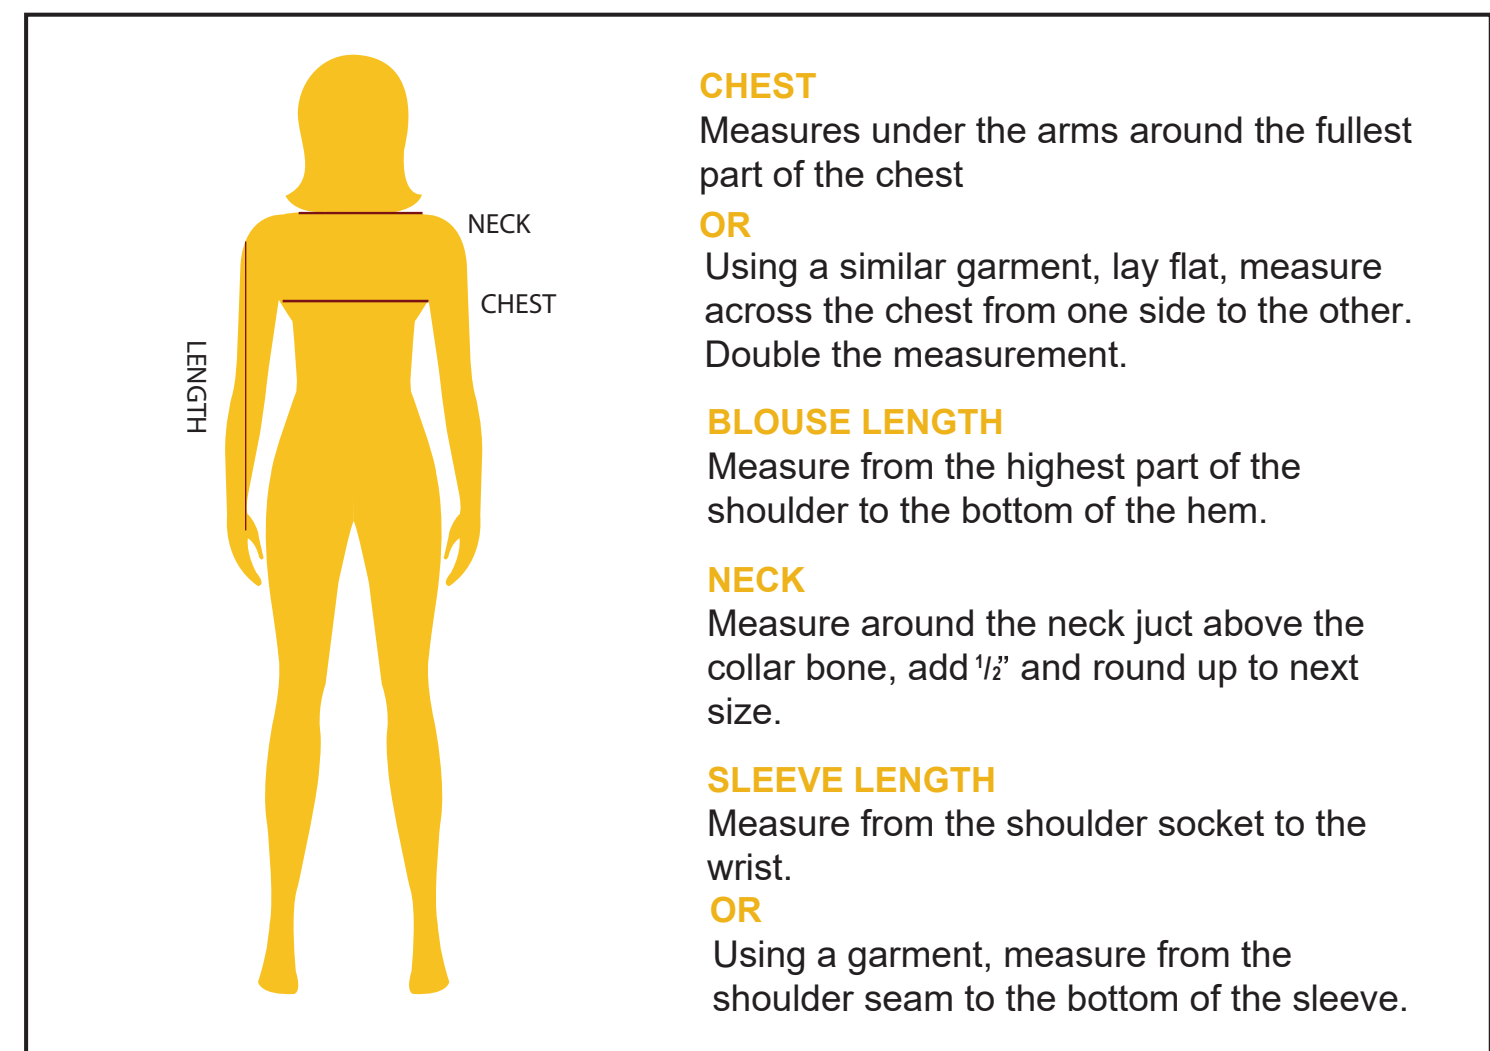 NECK
CHEST
LENGTH
CHEST
Measures under the arms around the fullest
part of the chest
OR
Using a similar garment, lay flat, measure
across the chest from one side to the other.
Double the measurement.
BLOUSE LENGTH
Measure from the highest part of the
shoulder to the bottom of the hem.
NECK
Measure around the neck juct above the
collar bone, add 1/2” and round up to next
size.
SLEEVE LENGTH
Measure from the shoulder socket to the
wrist.
OR
Using a garment, measure from the
shoulder seam to the bottom of the sleeve.